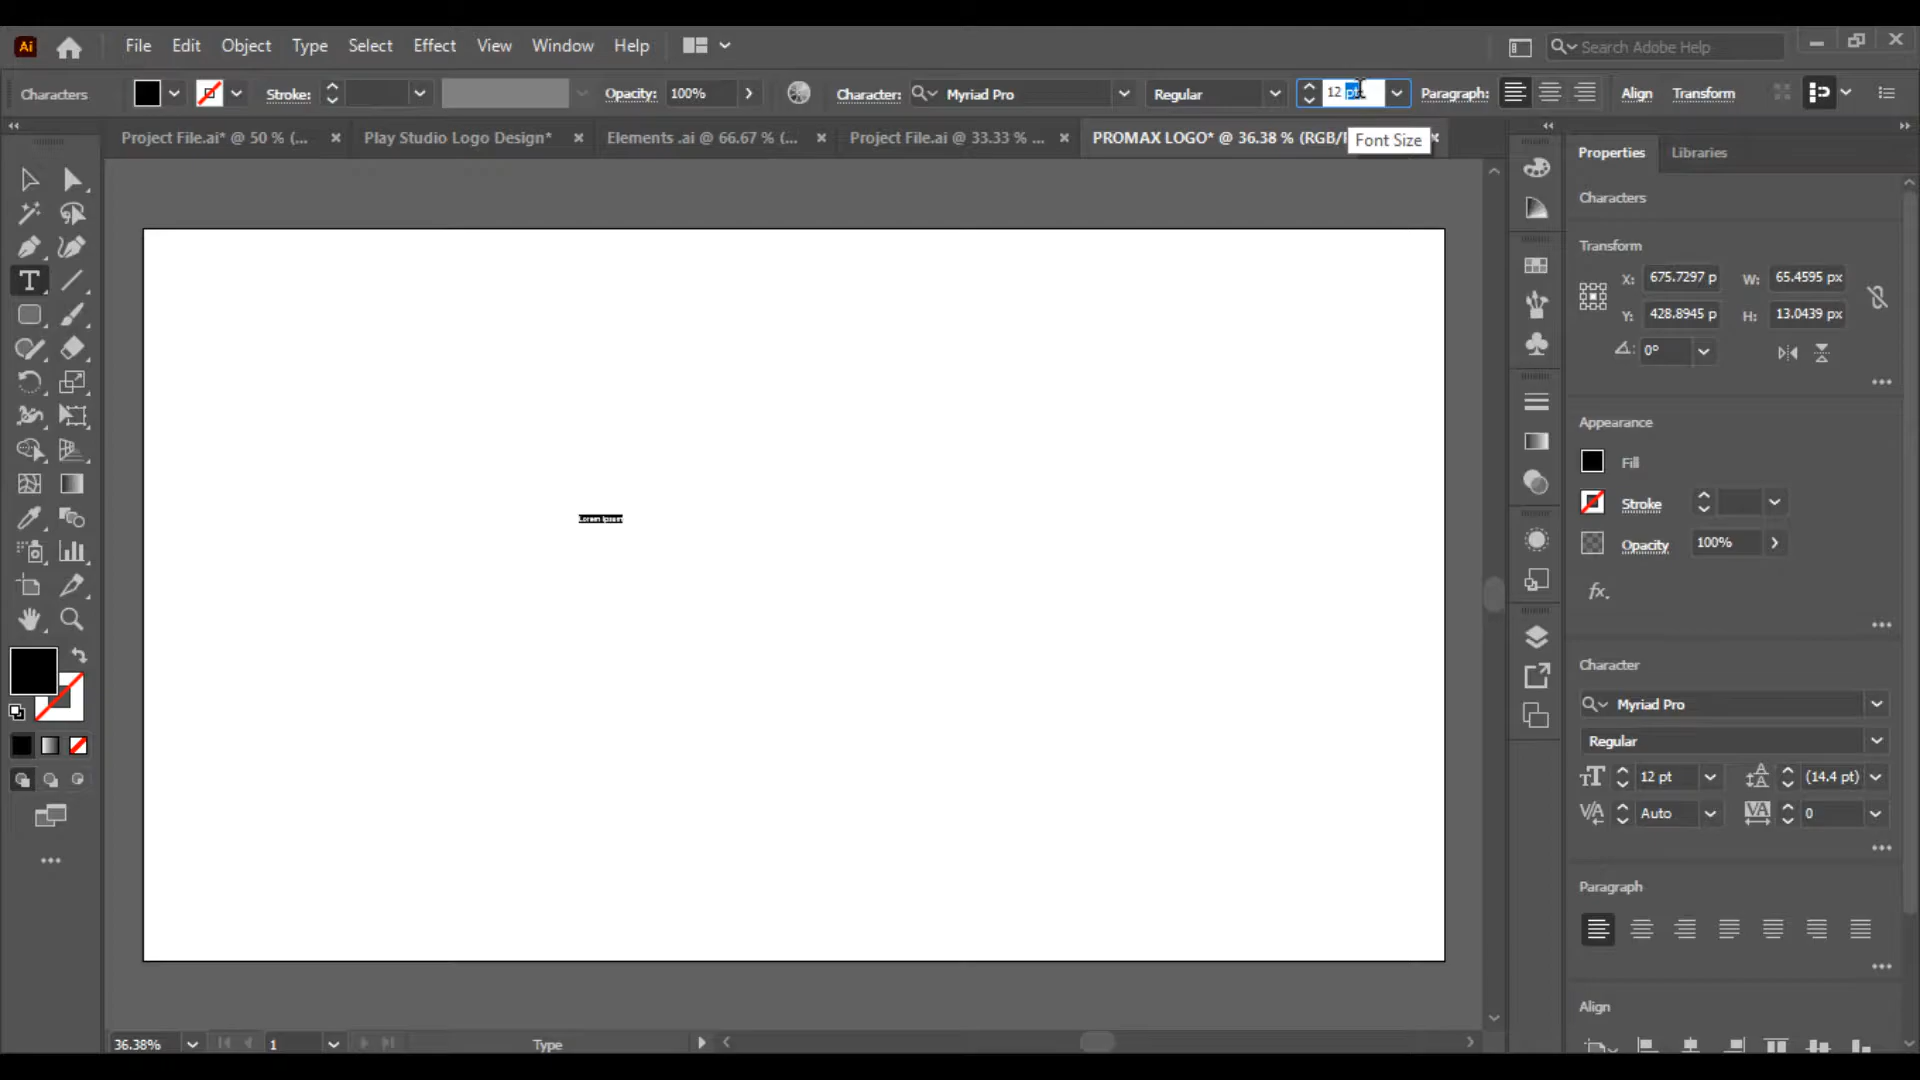 Ai File Edit Object Type Select Effect View Window Help Search Adobe Help
Characters Stroke: Opacity: 100% Character: Myriad Pro Regular 12 pt Paragraph: Align Transform
Project File.ai* @ 50 % (... Play Studio Logo Design* Elements .ai @ 66.67 % (... Project File.ai @ 33.33 % ... PROMAX LOGO* @ 36.38 % (RGB/
Font Size
Properties Libraries
Characters
Transform
X: 675.7297 p W: 65.4595 px
Y: 428.8945 p H: 13.0439 px
0°
Appearance
Fill
Stroke
Opacity 100%
fx.
Lorem ipsum
Character
Myriad Pro
Regular
12 pt (14.4 pt)
Auto 0
Paragraph
Align
36.38% 1 Type